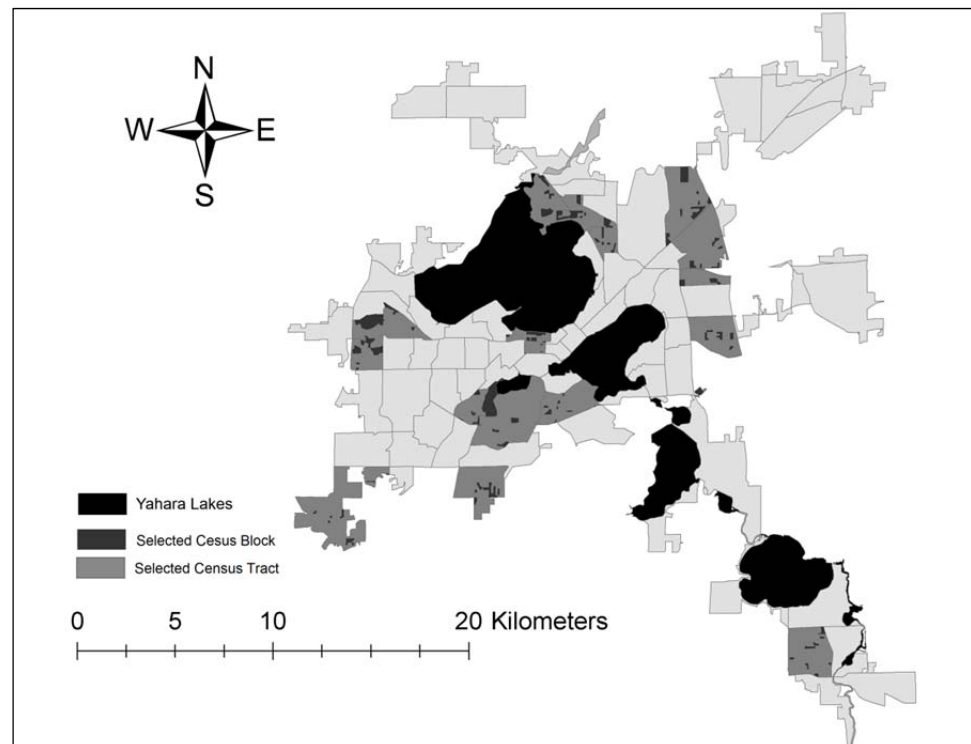 N
W E
S
Yahara Lakes
Selected Cesus Block
Selected Census Tract
0 5 10 20 Kilometers